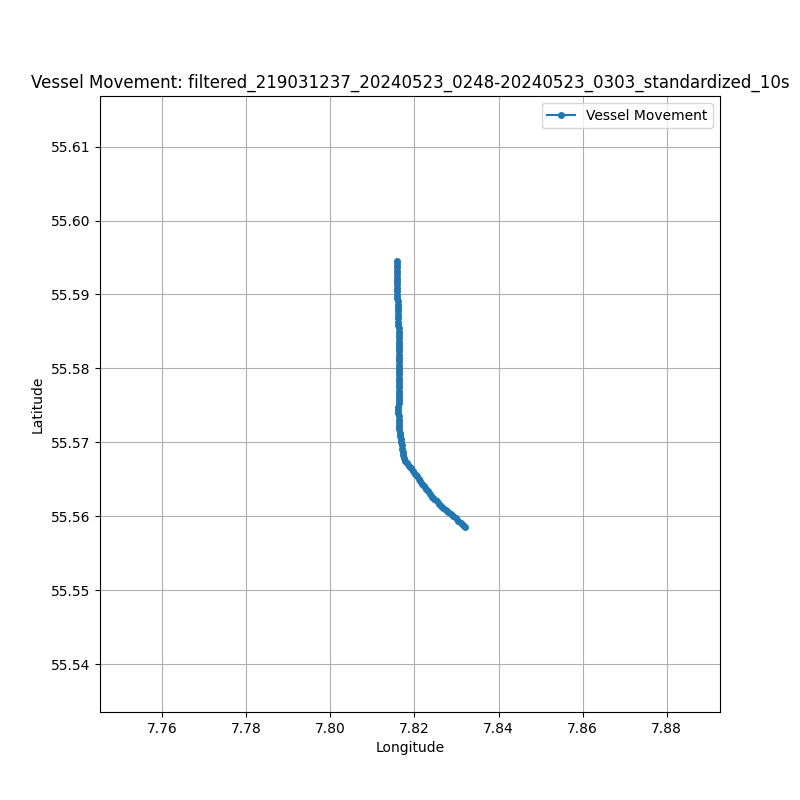 Vessel Movement: filtered_219031237_20240523_0248-20240523_0303_standardized_10s
Vessel Movement
55.61
55.60
55.59
55.58
55.57
55.56
55.55
55.54
Latitude
7.76 7.78 7.80 7.82 7.84 7.86 7.88
Longitude